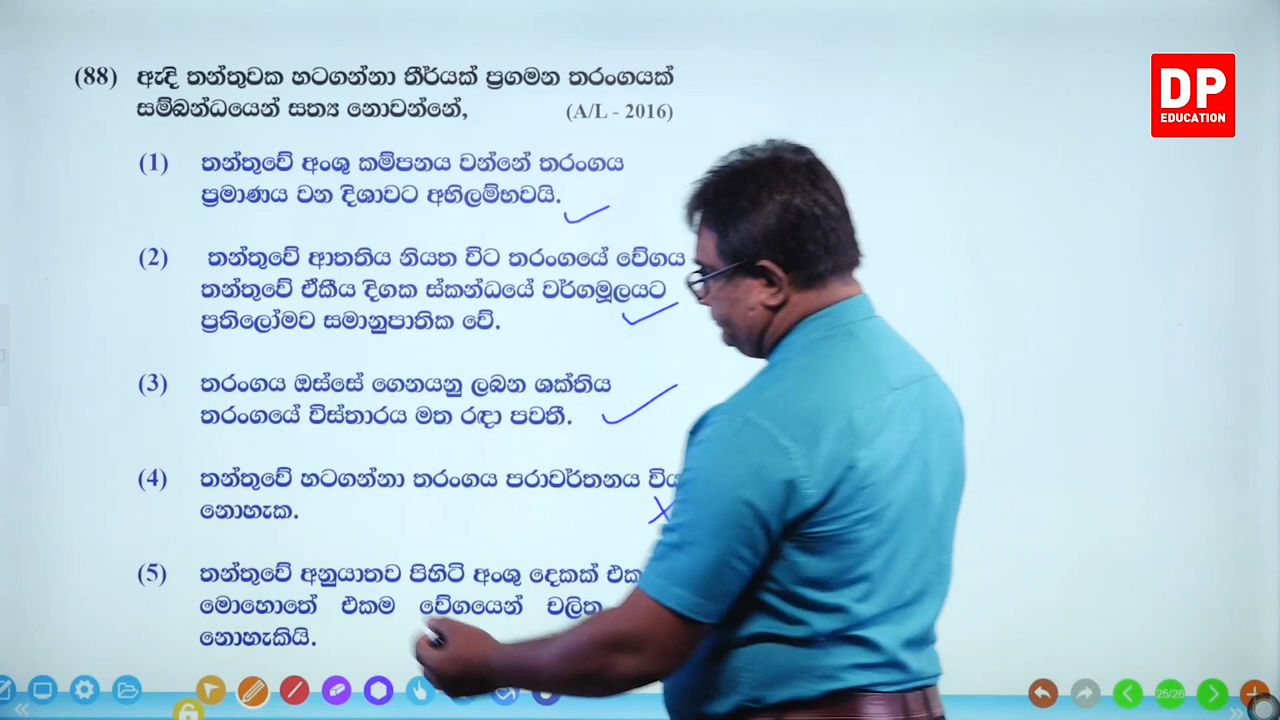 DP
EDUCATION
(88) ඇදි තන්තුවක හටගන්නා තීර්යක් ප්‍රගමන තරංගයක්
සම්බන්ධයෙන් සත්‍ය නොවන්නේ, (A/L - 2016)
(1) තන්තුවේ අංශු කම්පනය වන්නේ තරංගය
ප්‍රමාණය වන දිශාවට අභිලම්භවයි.
(2) තන්තුවේ ආතතිය නියත විට තරංගයේ වේගය
තන්තුවේ ඒකීය දිගක ස්කන්ධයේ වර්ගමූලයට
ප්‍රතිලෝමව සමානුපාතික වේ.
(3) තරංගය ඔස්සේ ගෙනයනු ලබන ශක්තිය
තරංගයේ විස්තාරය මත රඳා පවතී.
(4) තන්තුවේ හටගන්නා තරංගය පරාවර්තනය විය
නොහැක.
(5) තන්තුවේ අනුයාතව පිහිටි අංශු දෙකක් එක
මොහොතේ එකම වේගයෙන් චලිත
නොහැකියි.
25/26